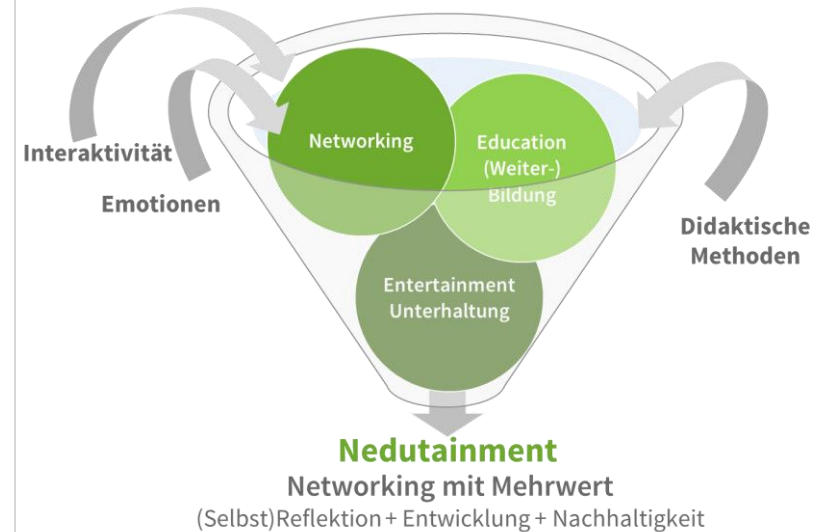 Networking
Education
(Weiter-)
Bildung
Interaktivität
Emotionen
Didaktische
Methoden
Entertainment
Unterhaltung
Nedutainment
Networking mit Mehrwert
(Selbst)Reflektion + Entwicklung + Nachhaltigkeit